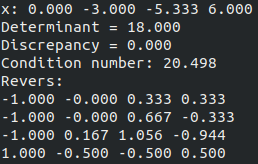 x: 0.000 -3.000 -5.333 6.000
Determinant = 18.000
Discrepancy = 0.000
Condition number: 20.498
Revers:
-1.000 -0.000 0.333 0.333
-1.000 -0.000 0.667 -0.333
-1.000 0.167 1.056 -0.944
1.000 -0.500 -0.500 0.500